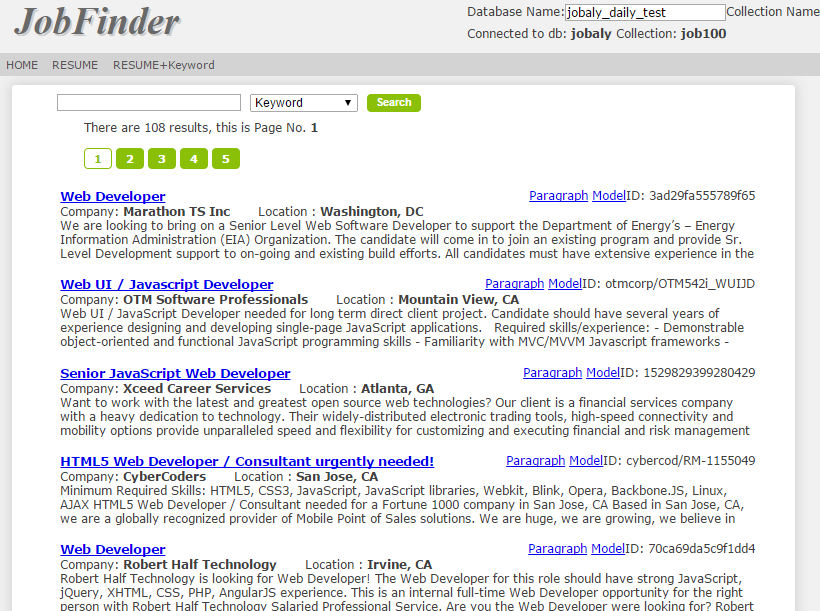 JobFinder
Database Name: jobaly_daily_test Collection Name
Connected to db: jobaly Collection: job100
HOME RESUME RESUME+Keyword
Keyword Search
There are 108 results, this is Page No. 1
1 2 3 4 5
Web Developer Paragraph ModelID: 3ad29fa555789f65
Company: Marathon TS Inc Location : Washington, DC
We are looking to bring on a Senior Level Web Software Developer to support the Department of Energy’s – Energy
Information Administration (EIA) Organization. The candidate will come in to join an existing program and provide Sr.
Level Development support to on-going and existing build efforts. All candidates must have extensive experience in the
Web UI / Javascript Developer Paragraph ModelID: otmcorp/OTM542i_WUIJD
Company: OTM Software Professionals Location : Mountain View, CA
Web UI / JavaScript Developer needed for long term direct client project. Candidate should have several years of
experience designing and developing single-page JavaScript applications. Required skills/experience: - Demonstrable
object-oriented and functional JavaScript programming skills - Familiarity with MVC/MVVM Javascript frameworks -
Senior JavaScript Web Developer Paragraph ModelID: 1529829399280429
Company: Xceed Career Services Location : Atlanta, GA
Want to work with the latest and greatest open source web technologies? Our client is a financial services company
with a heavy dedication to technology. Their widely-distributed electronic trading tools, high-speed connectivity and
mobility options provide unparalleled speed and flexibility for customizing and executing financial and risk management
HTML5 Web Developer / Consultant urgently needed! Paragraph ModelID: cybercod/RM-1155049
Company: CyberCoders Location : San Jose, CA
Minimum Required Skills: HTML5, CSS3, JavaScript, JavaScript libraries, Webkit, Blink, Opera, Backbone.JS, Linux,
AJAX HTML5 Web Developer / Consultant needed for a Fortune 1000 company in San Jose, CA Based in San Jose, CA,
we are a globally recognized provider of Mobile Point of Sales solutions. We are huge, we are growing, we believe in
Web Developer Paragraph ModelID: 70ca69da5c9f1dd4
Company: Robert Half Technology Location : Irvine, CA
Robert Half Technology is looking for Web Developer! The Web Developer for this role should have strong JavaScript,
jQuery, XHTML, CSS, PHP, AngularJS experience. This is an internal full-time Web Developer opportunity for the right
person with Robert Half Technology Salaried Professional Service. Are you the Web Developer were looking for? Robert